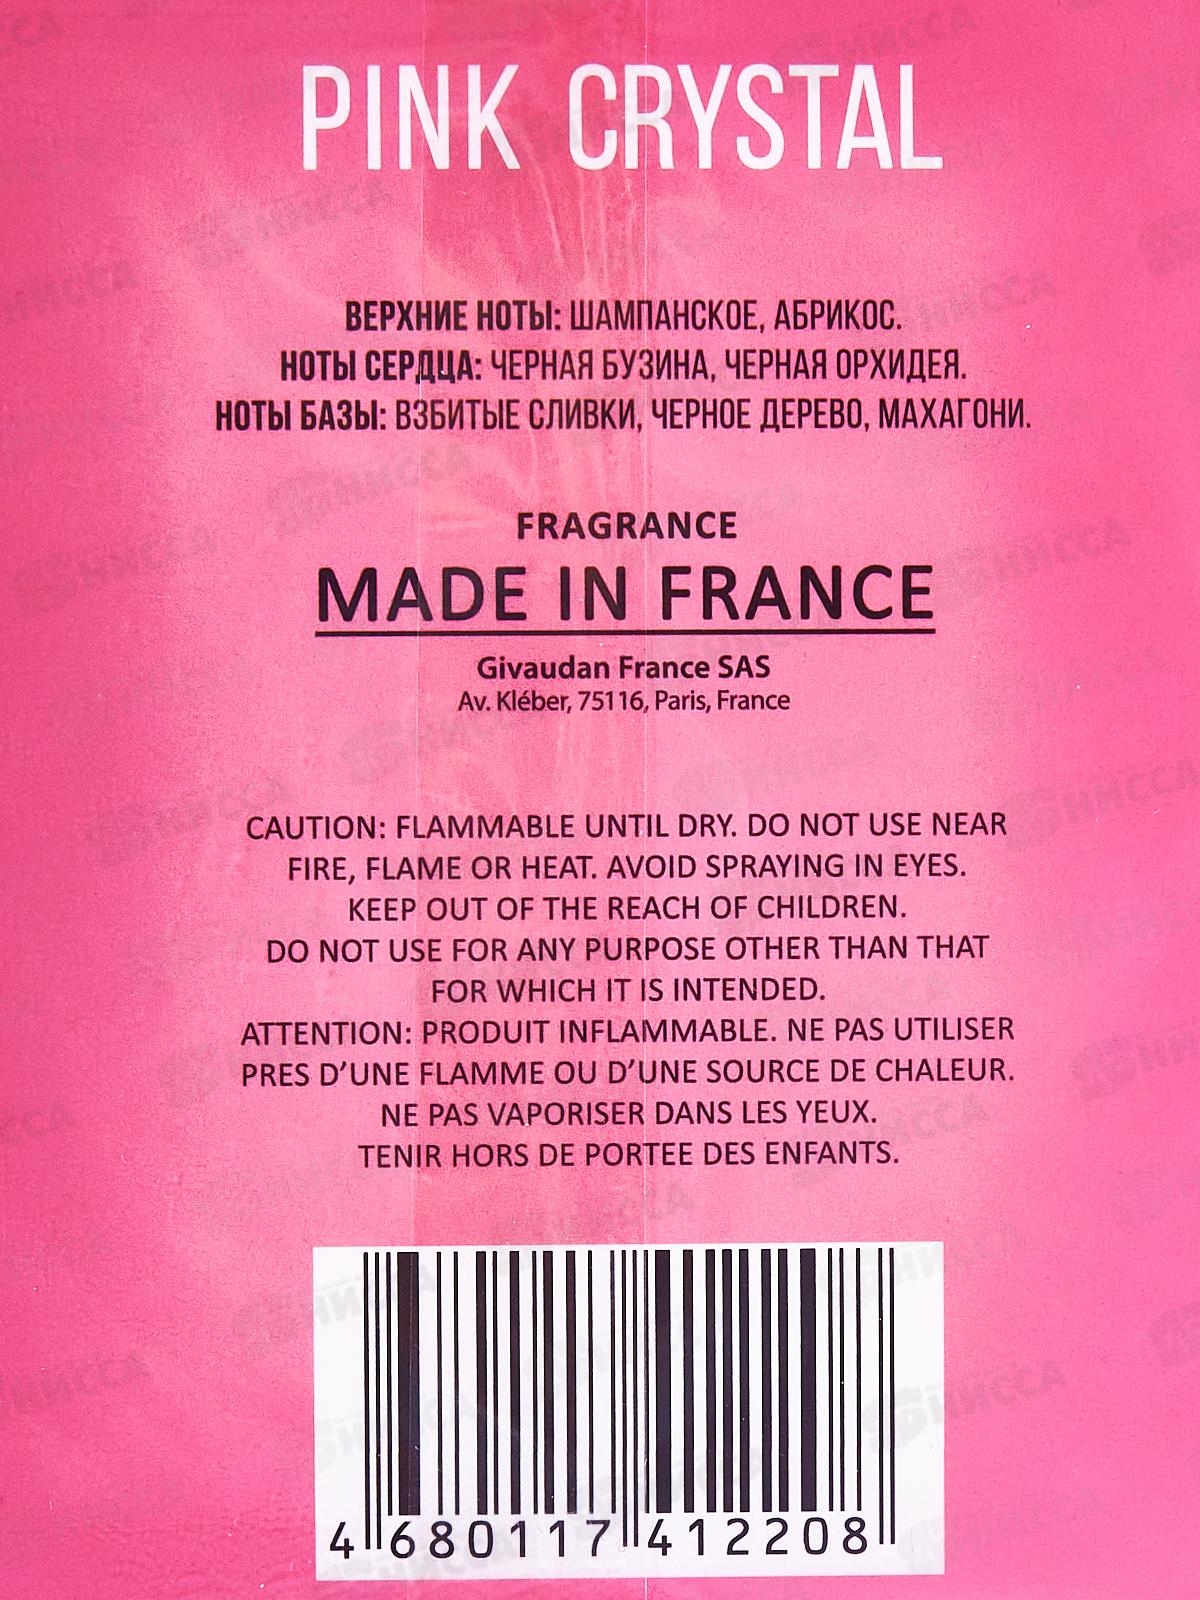 PINK CRYSTAL
ВЕРХНИЕ НОТЫ: ШАМПАНСКОЕ, АБРИКОС.
НОТЫ СЕРДЦА: ЧЕРНАЯ БУЗИНА, ЧЕРНАЯ ОРХИДЕЯ.
НОТЫ БАЗЫ: ВЗБИТЫЕ СЛИВКИ, ЧЕРНОЕ ДЕРЕВО, МАХАГОНИ.
FRAGRANCE
MADE IN FRANCE
Givaudan France SAS
Av. Kléber, 75116, Paris, France
CAUTION: FLAMMABLE UNTIL DRY. DO NOT USE NEAR
FIRE, FLAME OR HEAT. AVOID SPRAYING IN EYES.
KEEP OUT OF THE REACH OF CHILDREN.
DO NOT USE FOR ANY PURPOSE OTHER THAN THAT
FOR WHICH IT IS INTENDED.
ATTENTION: PRODUIT INFLAMMABLE. NE PAS UTILISER
PRES D’UNE FLAMME OU D’UNE SOURCE DE CHALEUR.
NE PAS VAPORISER DANS LES YEUX.
TENIR HORS DE PORTEE DES ENFANTS.
4 680117 412208